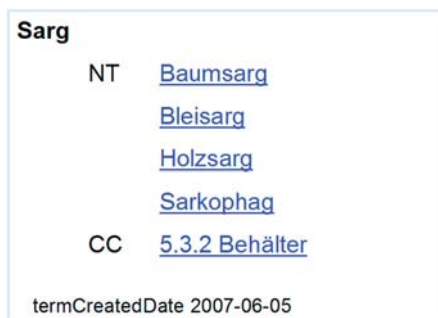 Sarg
NT Baumsarg
Bleisarg
Holzsarg
Sarkophag
CC 5.3.2 Behälter
termCreatedDate 2007-06-05